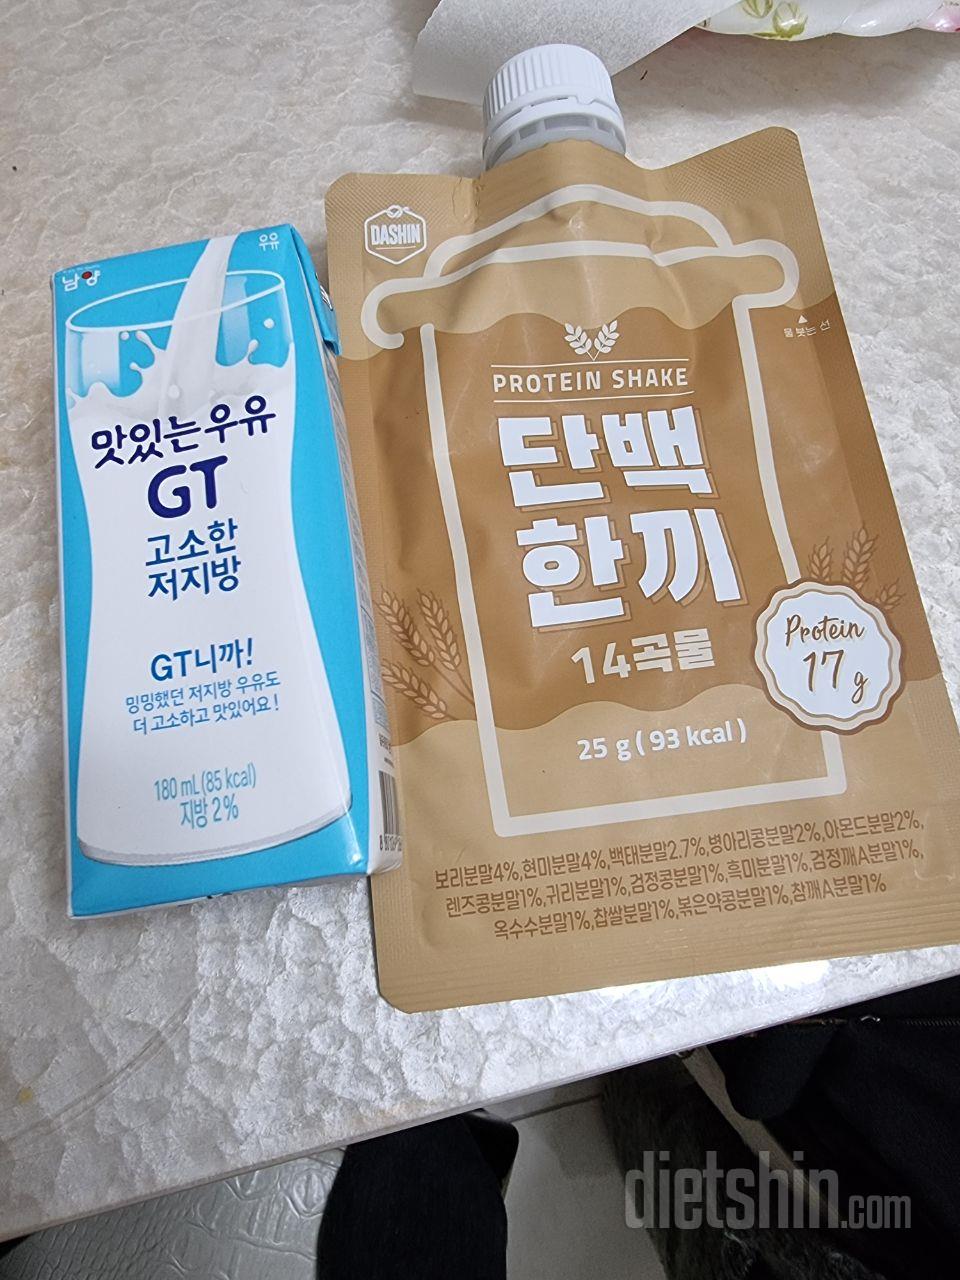 남양
우유
맛있는우유
GT
고소한
저지방
GT니까!
밍밍했던 저지방 우유도
더 고소하고 맛있어요!
180 mL(85 kcal)
지방 2%
DASHIN
물 붓는 선
PROTEIN SHAKE
단백
한끼
14곡물
Protein
17 g
25 g ( 93 kcal )
보리분말4%,현미분말4%,백태분말2.7%,병아리콩분말2%,아몬드분말2%,
렌즈콩분말1%,귀리분말1%,검정콩분말1%,흑미분말1%,검정깨A분말1%,
옥수수분말1%,찹쌀분말1%,볶은약콩분말1%,참깨A분말1%
dietshin.com